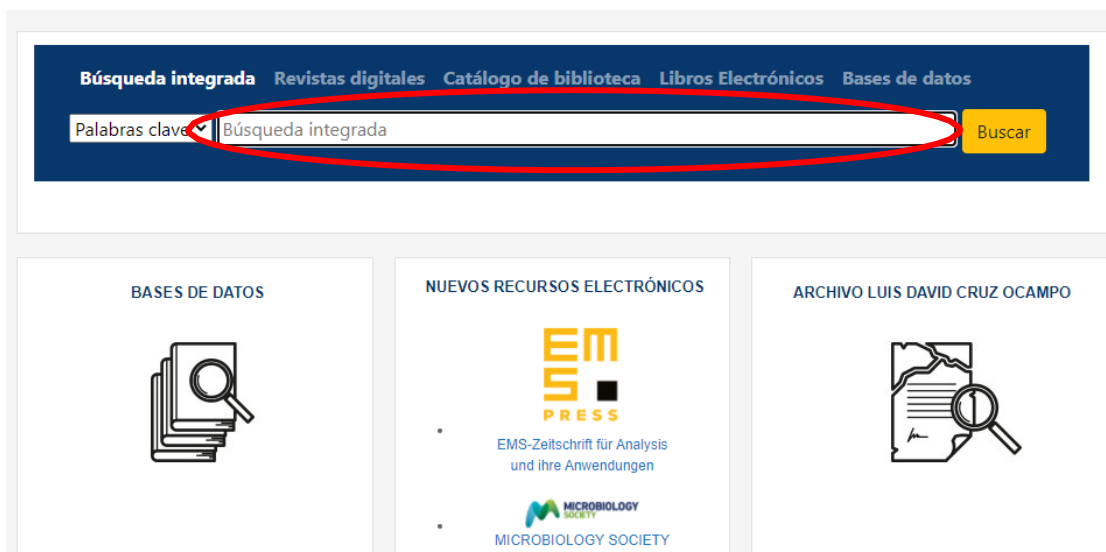 Búsqueda integrada Revistas digitales Catálogo de biblioteca Libros Electrónicos Bases de datos
Palabras clave Búsqueda integrada Buscar
BASES DE DATOS
NUEVOS RECURSOS ELECTRÓNICOS
EMS
PRESS
EMS-Zeitschrift für Analysis
und ihre Anwendungen
MICROBIOLOGY
SOCIETY
MICROBIOLOGY SOCIETY
ARCHIVO LUIS DAVID CRUZ OCAMPO